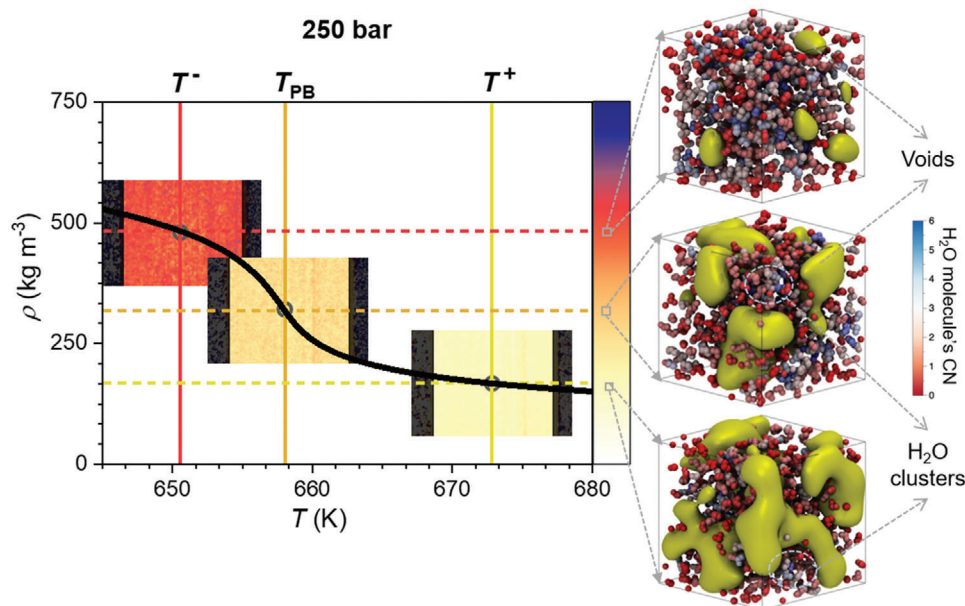 250 bar
T⁻
T_PB
T⁺
750
500
250
0
ρ (kg m⁻³)
650
660
670
680
T (K)
Voids
6
5
4
3
2
1
0
H₂O molecule's CN
H₂O
clusters